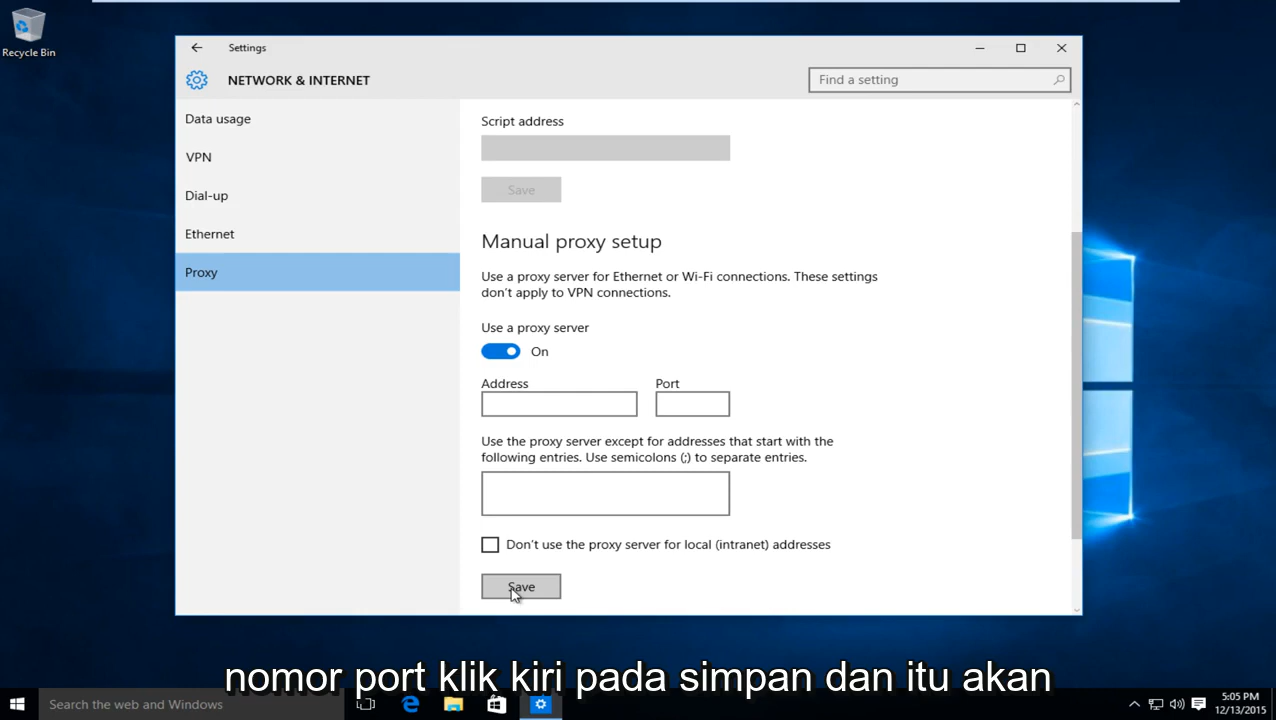 Recycle Bin
Settings
NETWORK & INTERNET
Find a setting
Data usage
VPN
Dial-up
Ethernet
Proxy
Script address
Save
Manual proxy setup
Use a proxy server for Ethernet or Wi-Fi connections. These settings
don't apply to VPN connections.
Use a proxy server
On
Address Port
Use the proxy server except for addresses that start with the
following entries. Use semicolons (;) to separate entries.
Don't use the proxy server for local (intranet) addresses
Save
nomor port klik kiri pada simpan dan itu akan
Search the web and Windows
5:05 PM
12/13/2015